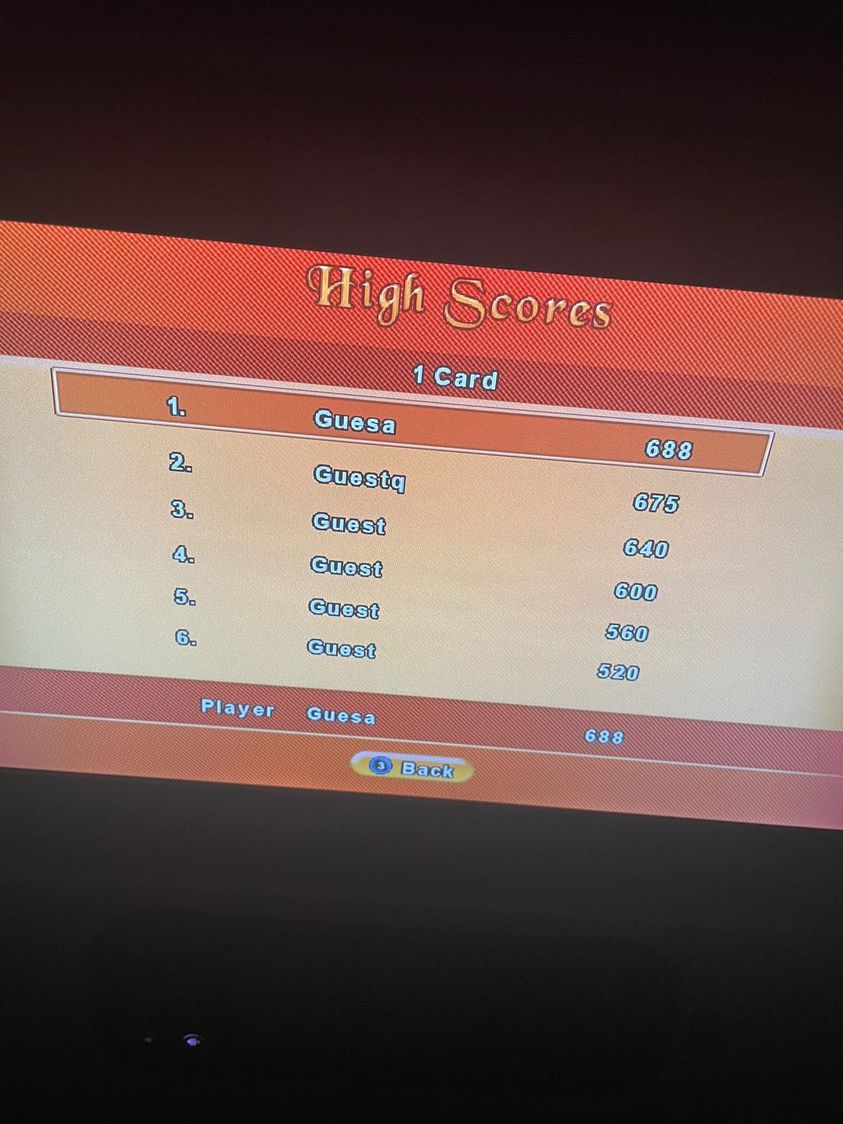 High Scores
1 Card
1. Guesa 688
2. Guestq 675
3. Guest 640
4. Guest 600
5. Guest 560
6. Guest 520
Player Guesa 688
3 Back